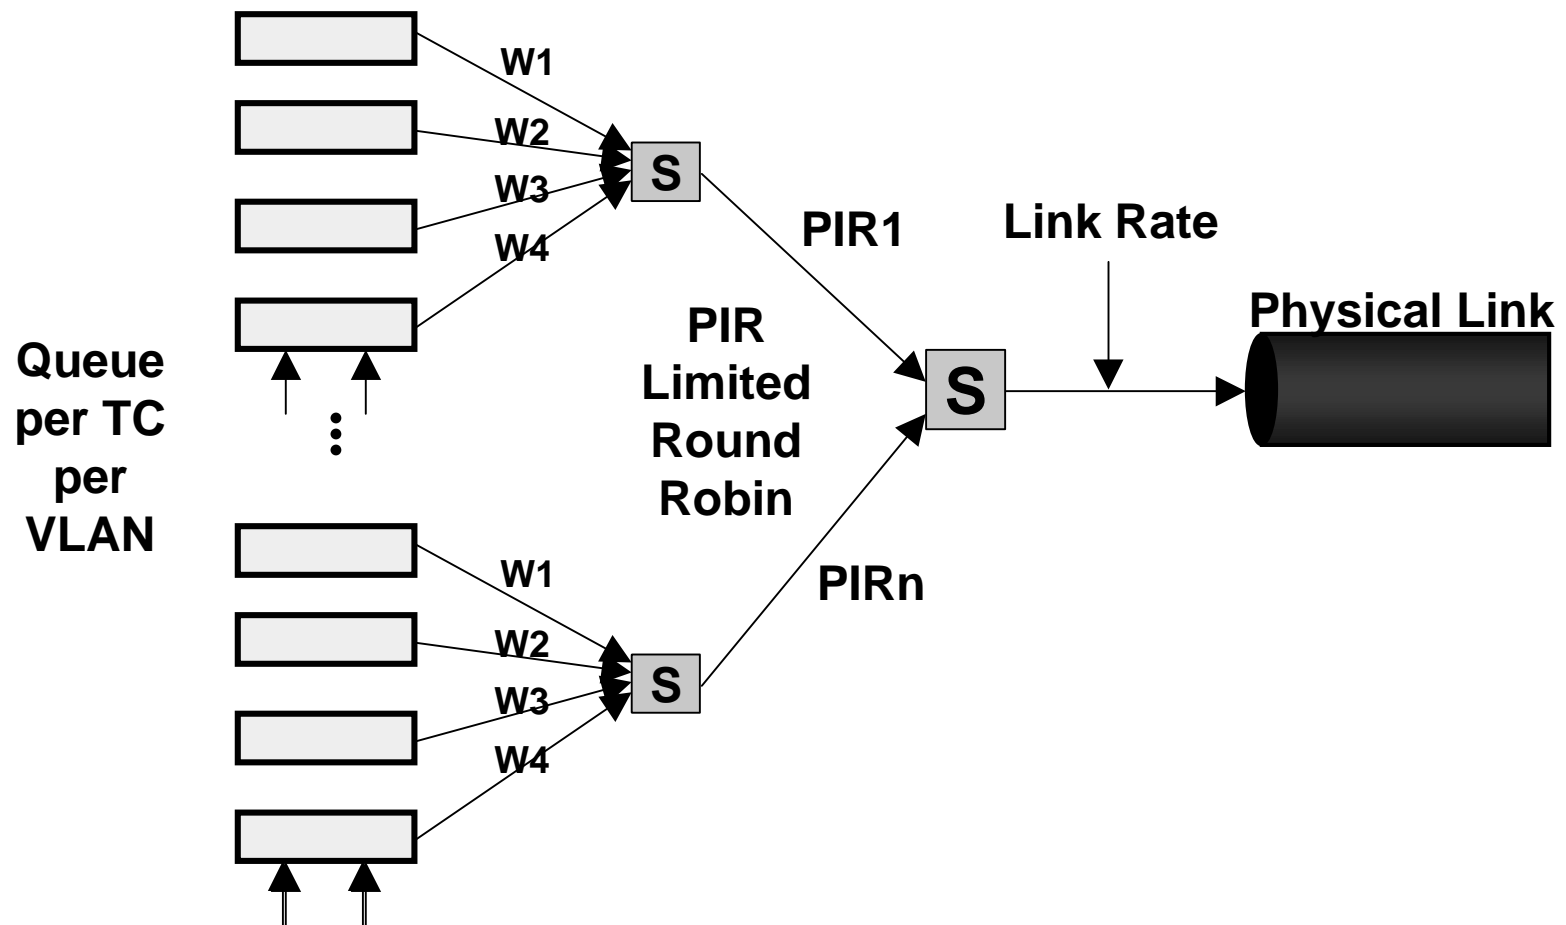 W1
W2
W3
W4
S
PIR1
Link Rate
Physical Link
PIR
Limited
Round
Robin
S
Queue
per TC
per
VLAN
W1
W2
W3
W4
S
PIRn